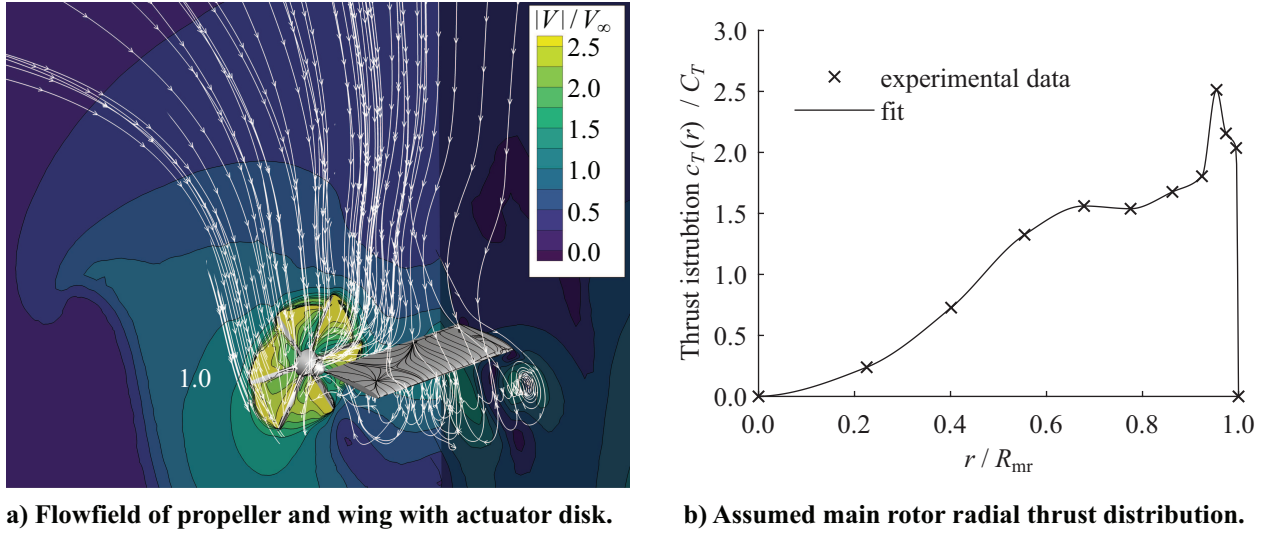 |V| / V∞
2.5
2.0
1.5
1.0
0.5
0.0
1.0
a) Flowfield of propeller and wing with actuator disk.
3.0
2.5
2.0
1.5
1.0
0.5
0.0
Thrust istrubtion c_T(r) / C_T
experimental data
fit
0.0 0.2 0.4 0.6 0.8 1.0
r / R_mr
b) Assumed main rotor radial thrust distribution.